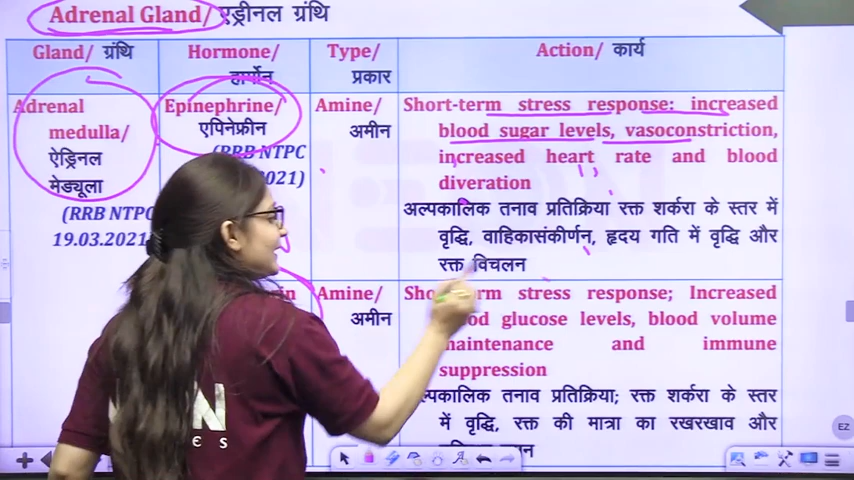 Adrenal Gland/ एड्रीनल ग्रंथि
Gland/ ग्रंथि
Hormone/
हार्मोन
Type/
प्रकार
Action/ कार्य
Adrenal
medulla/
ऐड्रिनल
मेड्यूला
(RRB NTPC
19.03.2021
Epinephrine/
एपिनेफ्रीन
(RRB NTPC
2021)
Amine/
अमीन
Short-term stress response: increased
blood sugar levels, vasoconstriction,
increased heart rate and blood
diveration
अल्पकालिक तनाव प्रतिक्रिया रक्त शर्करा के स्तर में
वृद्धि, वाहिकासंकीर्णन, हृदय गति में वृद्धि और
रक्त विचलन
Amine/
अमीन
stress response; Increased
glucose levels, blood volume
maintenance and immune
suppression
तनाव प्रतिक्रिया; रक्त शर्करा के स्तर
में वृद्धि, रक्त की मात्रा का रखरखाव और
EZ